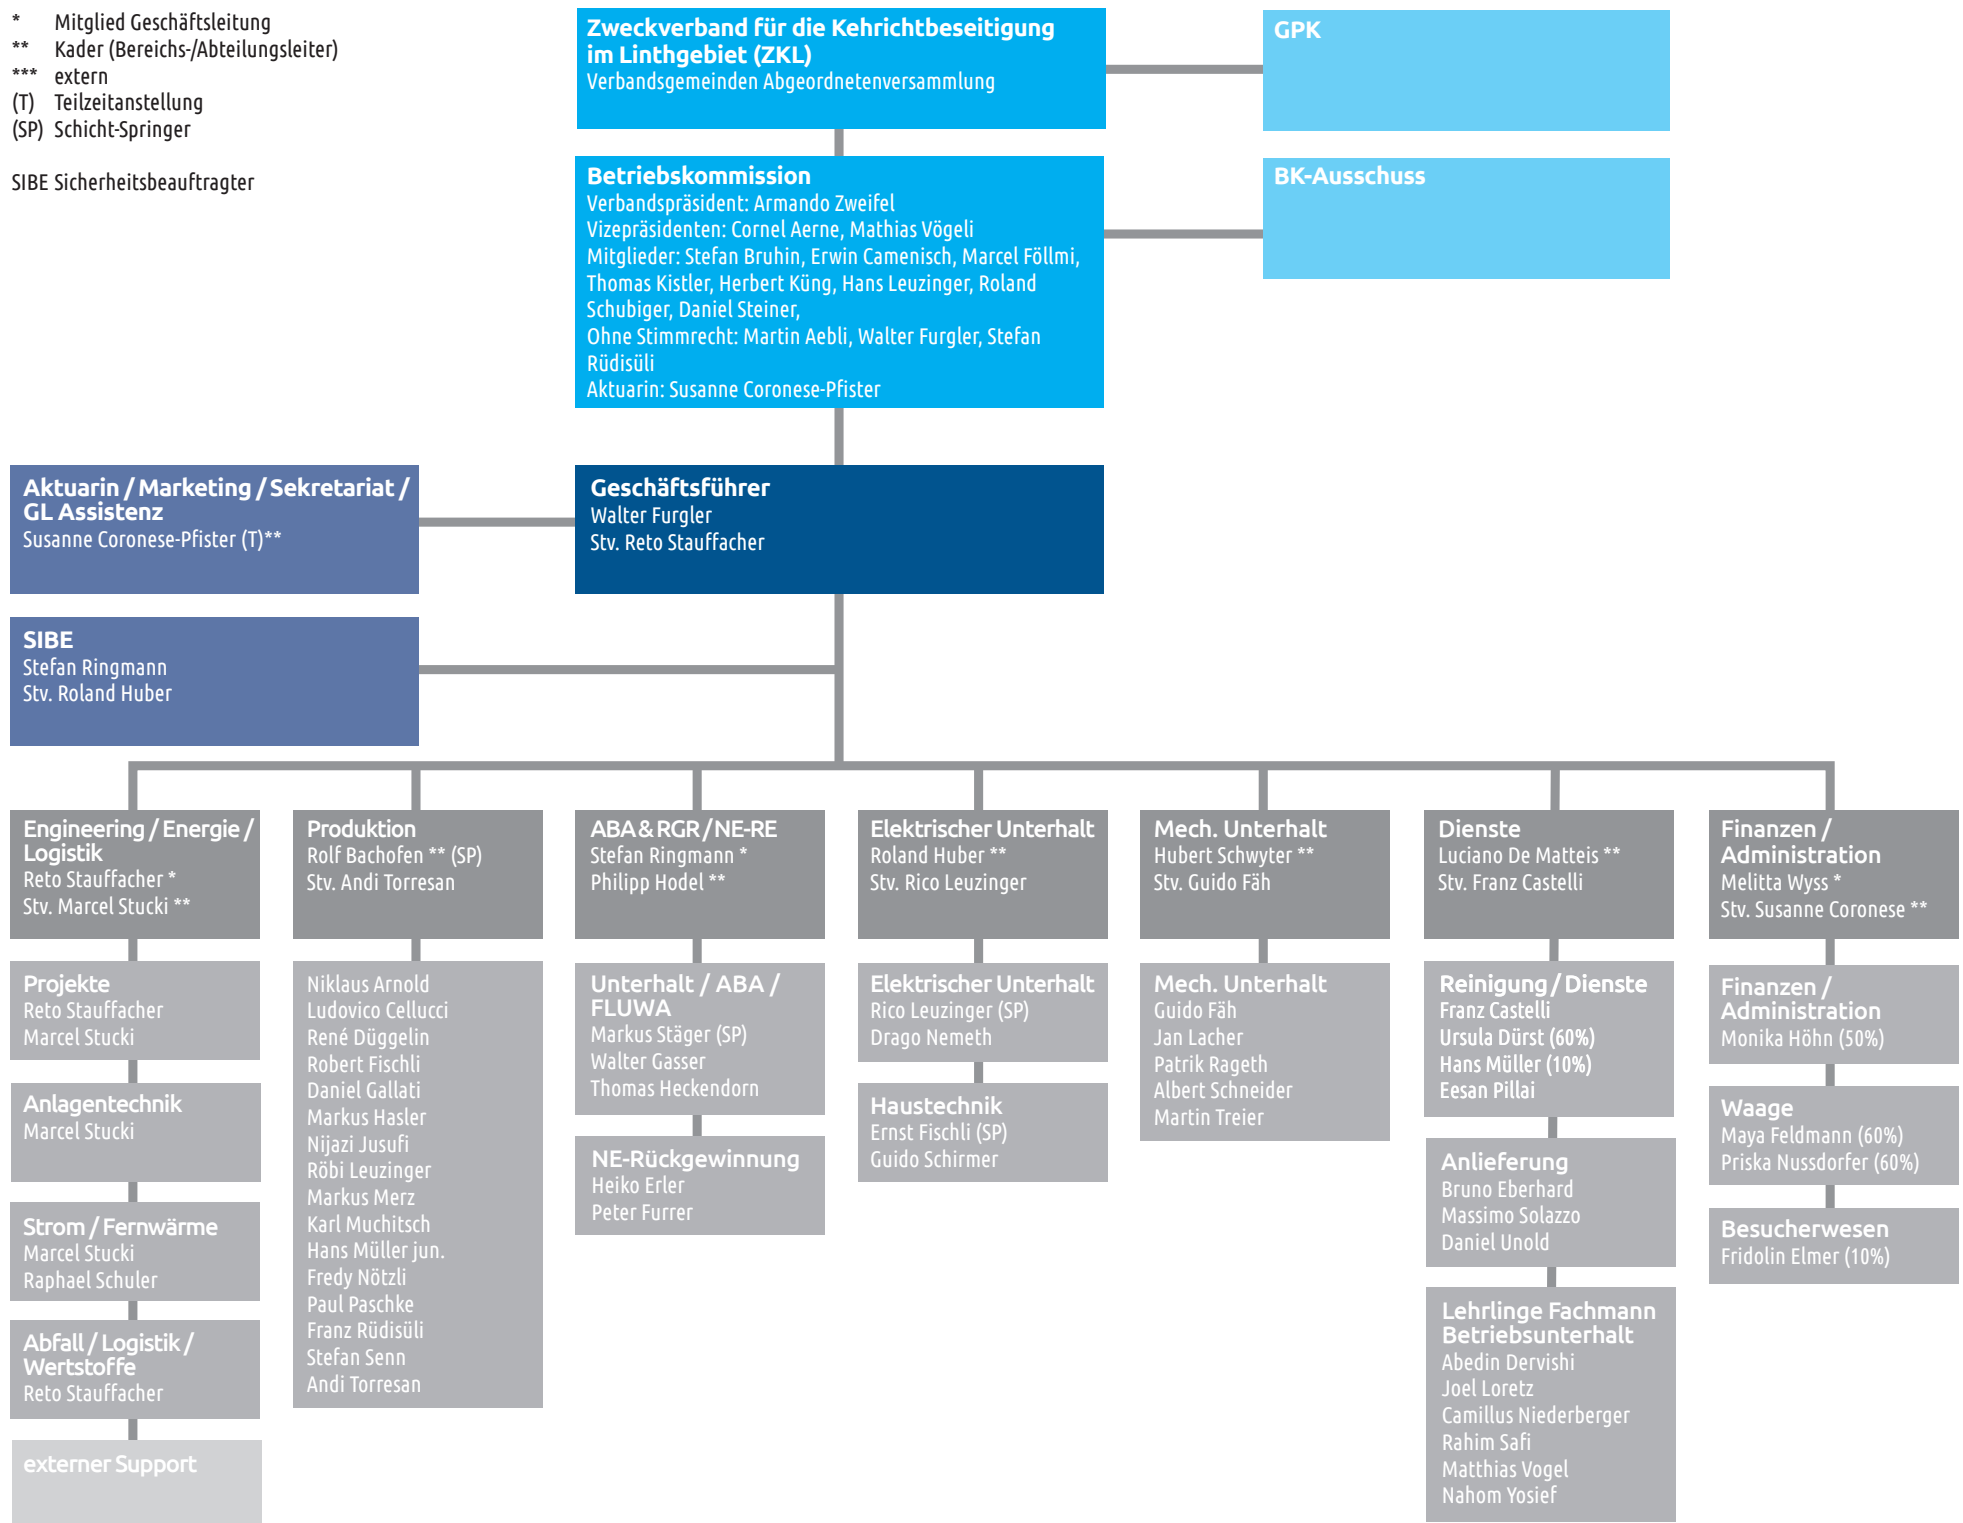 * Mitglied Geschäftsleitung
** Kader (Bereichs-/Abteilungsleiter)
*** extern
(T) Teilzeitanstellung
(SP) Schicht-Springer
SIBE Sicherheitsbeauftragter
Zweckverband für die Kehrichtbeseitigung
im Linthgebiet (ZKL)
Verbandsgemeinden Abgeordnetenversammlung
GPK
Betriebskommission
Verbandspräsident: Armando Zweifel
Vizepräsidenten: Cornel Aerne, Mathias Vögeli
Mitglieder: Stefan Bruhin, Erwin Camenisch, Marcel Föllmi,
Thomas Kistler, Herbert Küng, Hans Leuzinger, Roland
Schubiger, Daniel Steiner,
Ohne Stimmrecht: Martin Aebli, Walter Furgler, Stefan
Rüdisüli
Aktuarin: Susanne Coronese-Pfister
BK-Ausschuss
Aktuarin / Marketing / Sekretariat /
GL Assistenz
Susanne Coronese-Pfister (T)**
Geschäftsführer
Walter Furgler
Stv. Reto Stauffacher
SIBE
Stefan Ringmann
Stv. Roland Huber
Engineering / Energie /
Logistik
Reto Stauffacher *
Stv. Marcel Stucki **
Projekte
Reto Stauffacher
Marcel Stucki
Anlagentechnik
Marcel Stucki
Strom / Fernwärme
Marcel Stucki
Raphael Schuler
Abfall / Logistik /
Wertstoffe
Reto Stauffacher
externer Support
Produktion
Rolf Bachofen ** (SP)
Stv. Andi Torresan
Niklaus Arnold
Ludovico Cellucci
René Düggelin
Robert Fischli
Daniel Gallati
Markus Hasler
Nijazi Jusufi
Röbi Leuzinger
Markus Merz
Karl Muchitsch
Hans Müller jun.
Fredy Nötzli
Paul Paschke
Franz Rüdisüli
Stefan Senn
Andi Torresan
ABA & RGR / NE-RE
Stefan Ringmann *
Philipp Hodel **
Unterhalt / ABA /
FLUWA
Markus Stäger (SP)
Walter Gasser
Thomas Heckendorn
NE-Rückgewinnung
Heiko Erler
Peter Furrer
Elektrischer Unterhalt
Roland Huber **
Stv. Rico Leuzinger
Elektrischer Unterhalt
Rico Leuzinger (SP)
Drago Nemeth
Haustechnik
Ernst Fischli (SP)
Guido Schirmer
Mech. Unterhalt
Hubert Schwyter **
Stv. Guido Fäh
Mech. Unterhalt
Guido Fäh
Jan Lacher
Patrik Rageth
Albert Schneider
Martin Treier
Dienste
Luciano De Matteis **
Stv. Franz Castelli
Reinigung / Dienste
Franz Castelli
Ursula Dürst (60%)
Hans Müller (10%)
Eesan Pillai
Anlieferung
Bruno Eberhard
Massimo Solazzo
Daniel Unold
Lehrlinge Fachmann
Betriebsunterhalt
Abedin Dervishi
Joel Loretz
Camillus Niederberger
Rahim Safi
Matthias Vogel
Nahom Yosief
Finanzen /
Administration
Melitta Wyss *
Stv. Susanne Coronese **
Finanzen /
Administration
Monika Höhn (50%)
Waage
Maya Feldmann (60%)
Priska Nussdorfer (60%)
Besucherwesen
Fridolin Elmer (10%)